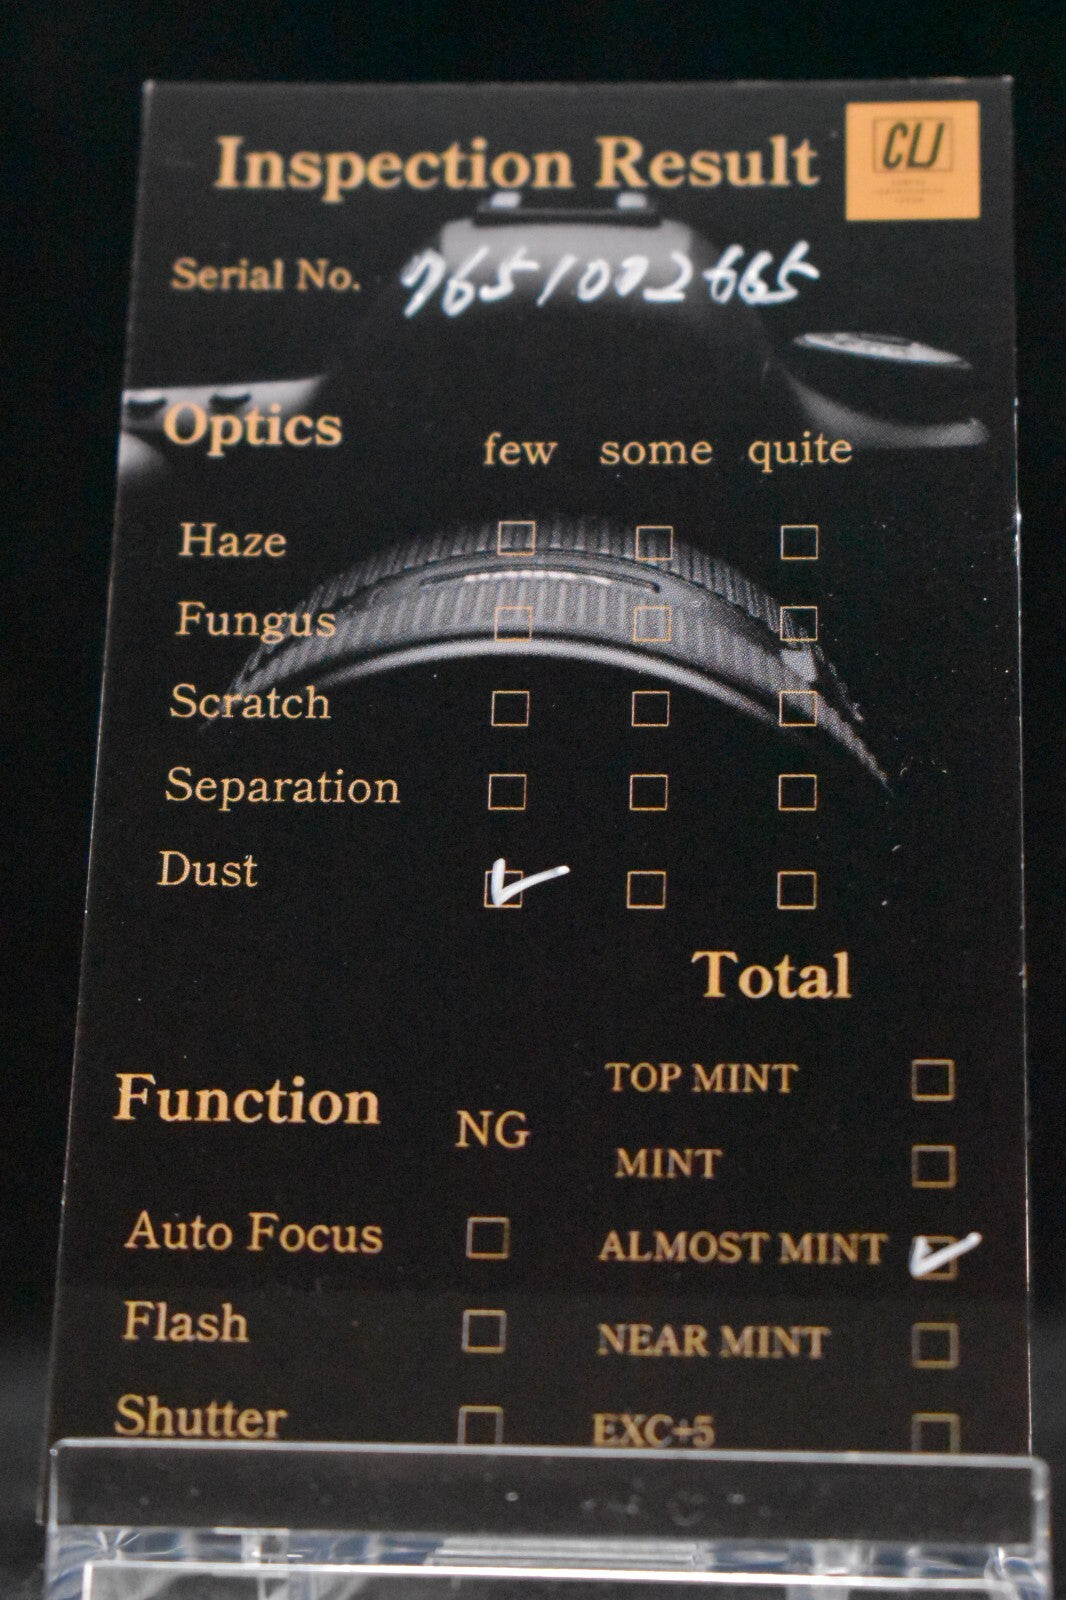 Inspection Result
CLJ
Serial No. 7651002665
Optics few some quite
Haze
Fungus
Scratch
Separation
Dust
Total
Function NG
TOP MINT
MINT
Auto Focus
ALMOST MINT
Flash
NEAR MINT
Shutter
EXC+5